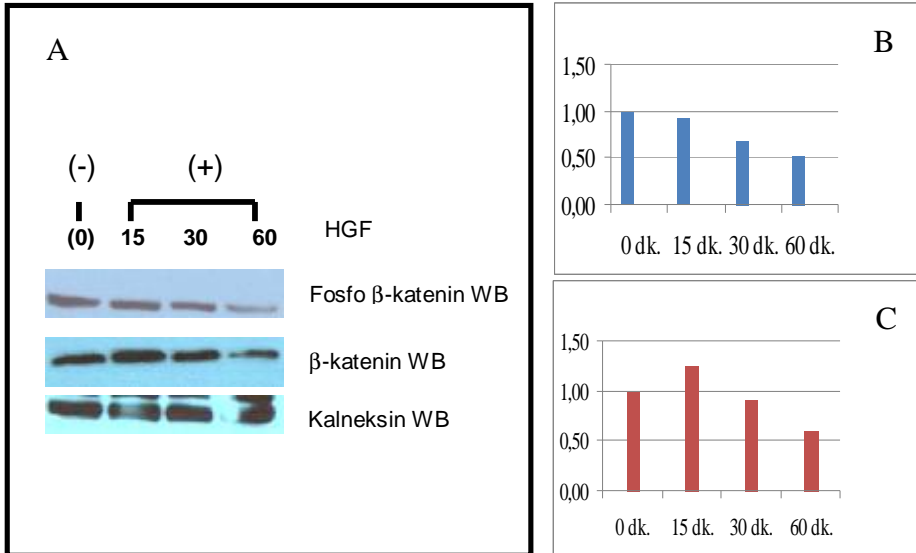 A
(-) (+)
(0) 15 30 60 HGF
Fosfo β-katenin WB
β-katenin WB
Kalneksin WB
B
1,50
1,00
0,50
0,00
0 dk. 15 dk. 30 dk. 60 dk.
C
1,50
1,00
0,50
0,00
0 dk. 15 dk. 30 dk. 60 dk.